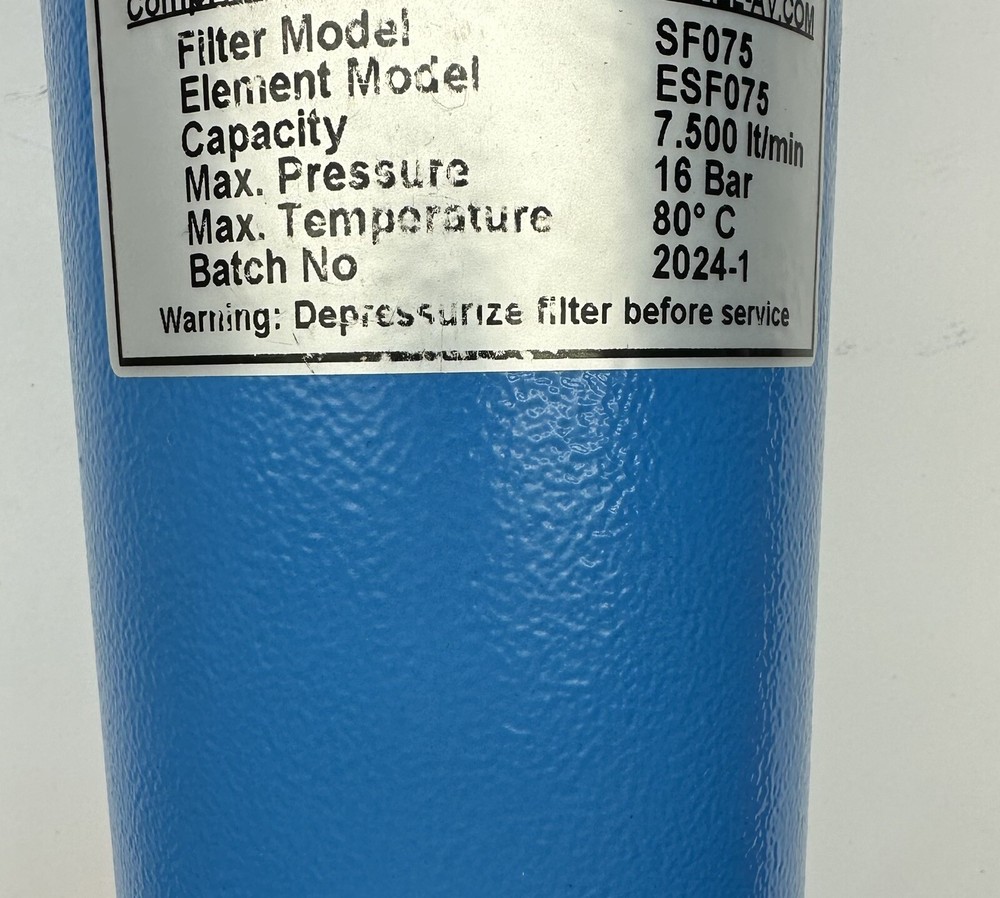 Filter Model SF075
Element Model ESF075
Capacity 7.500 lt/min
Max. Pressure 16 Bar
Max. Temperature 80° C
Batch No 2024-1
Warning: Depressurize filter before service